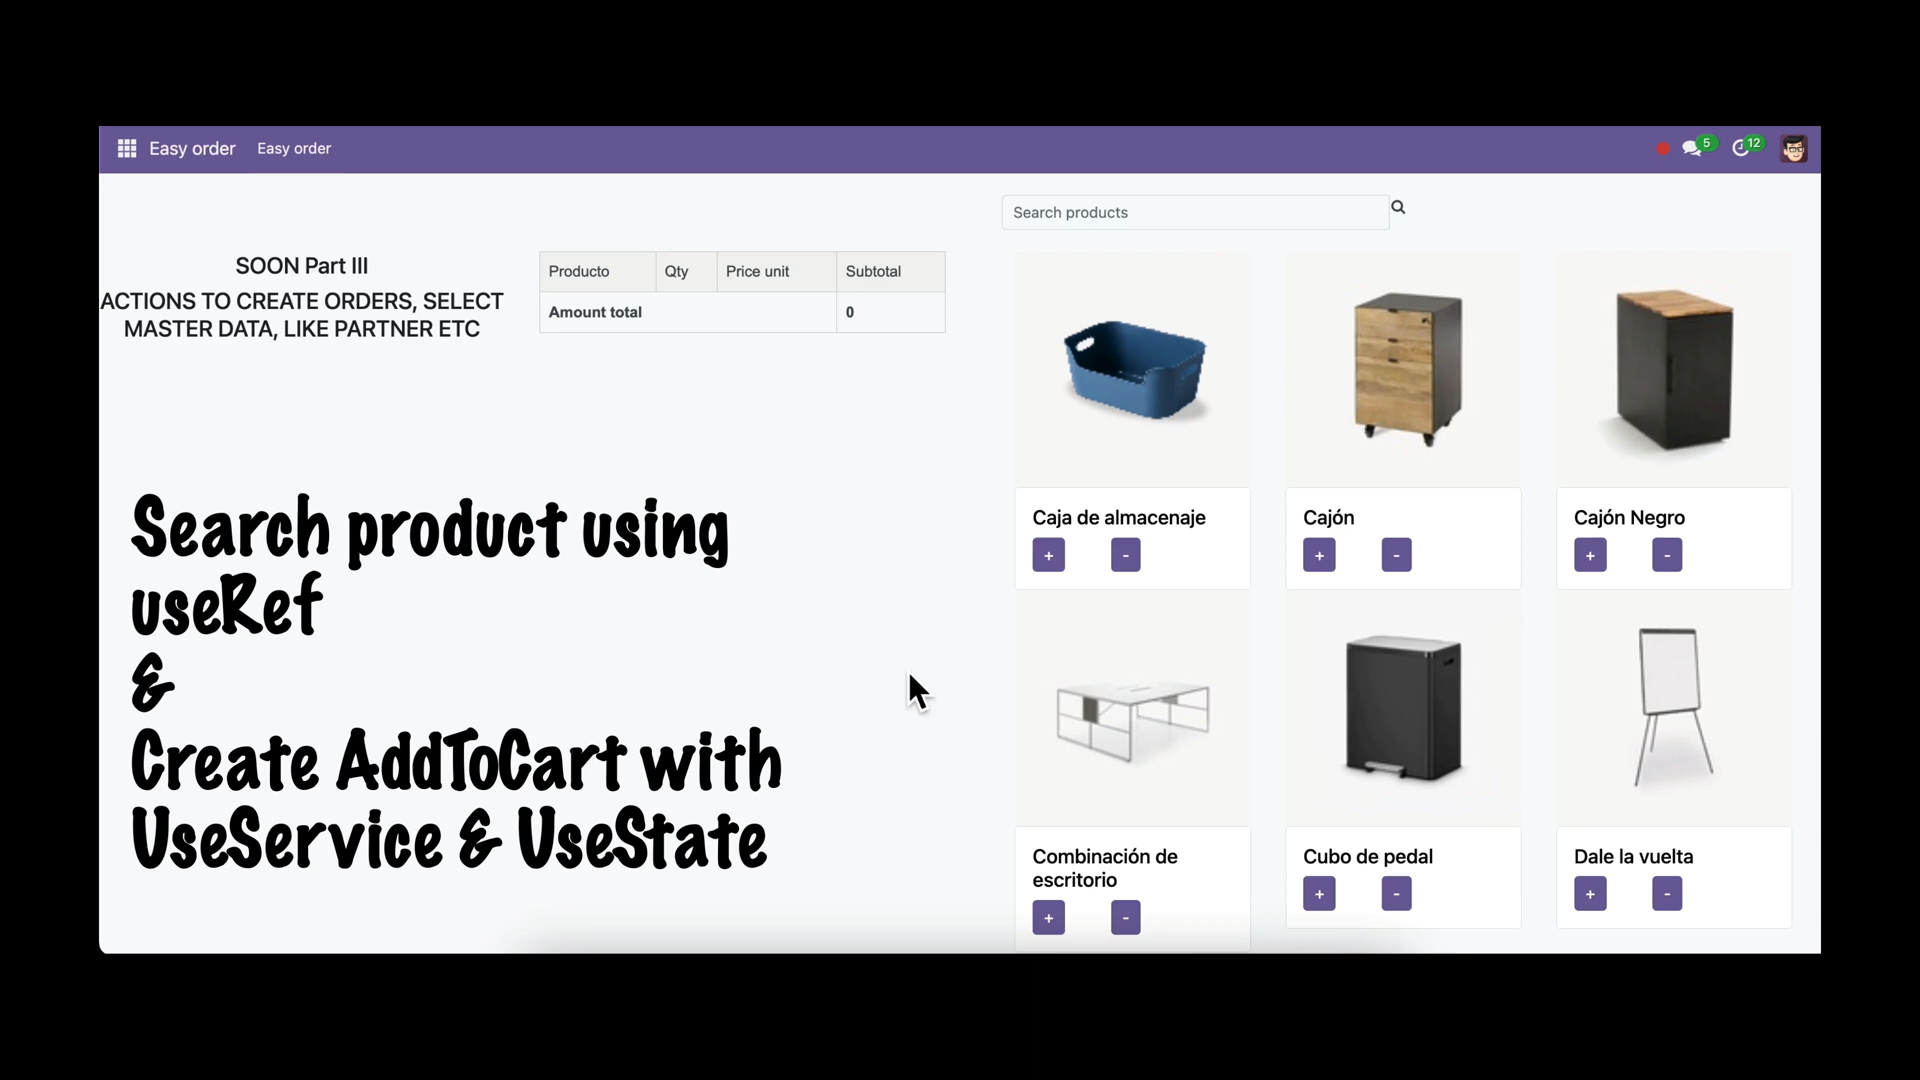 Easy order Easy order 5 12
Search products
SOON Part III
ACTIONS TO CREATE ORDERS, SELECT
MASTER DATA, LIKE PARTNER ETC
Producto Qty Price unit Subtotal
Amount total 0
Search product using
useRef
&
Create AddToCart with
UseService & UseState
Caja de almacenaje
+ -
Cajón
+ -
Cajón Negro
+ -
Combinación de
escritorio
+ -
Cubo de pedal
+ -
Dale la vuelta
+ -